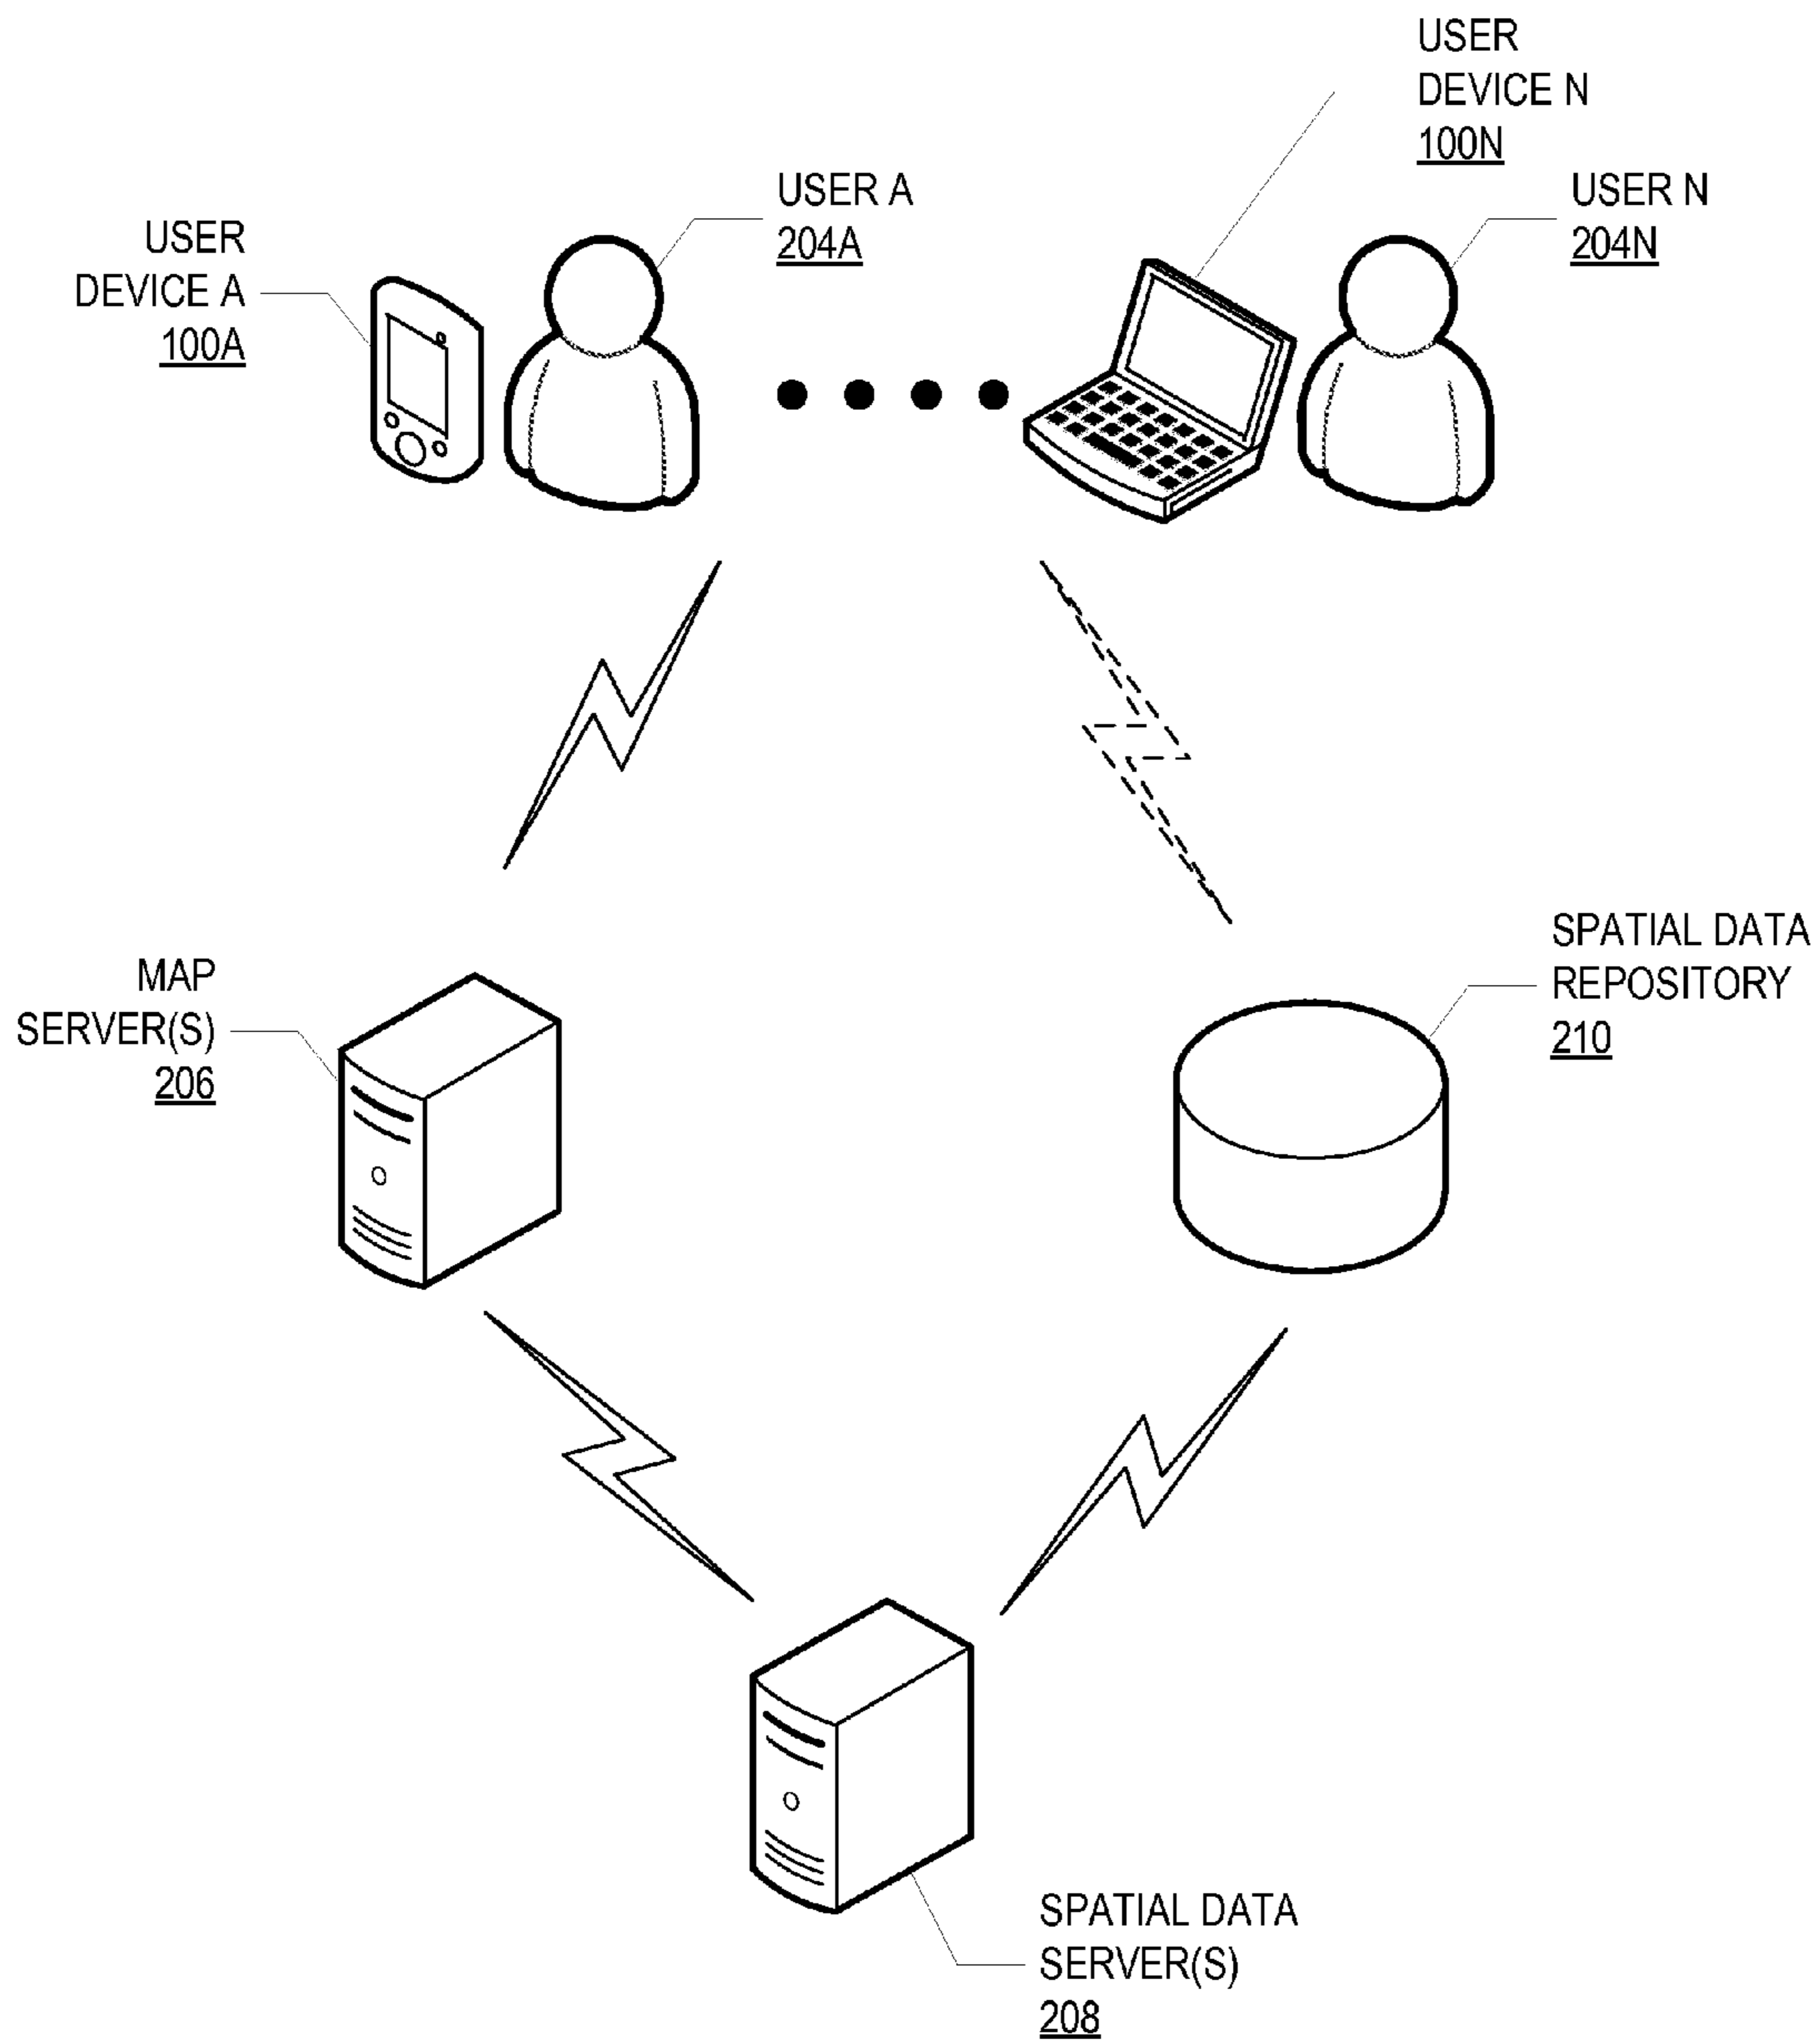 USER
DEVICE N
100N
USER A
204A
USER N
204N
USER
DEVICE A
100A
SPATIAL DATA
REPOSITORY
210
MAP
SERVER(S)
206
SPATIAL DATA
SERVER(S)
208